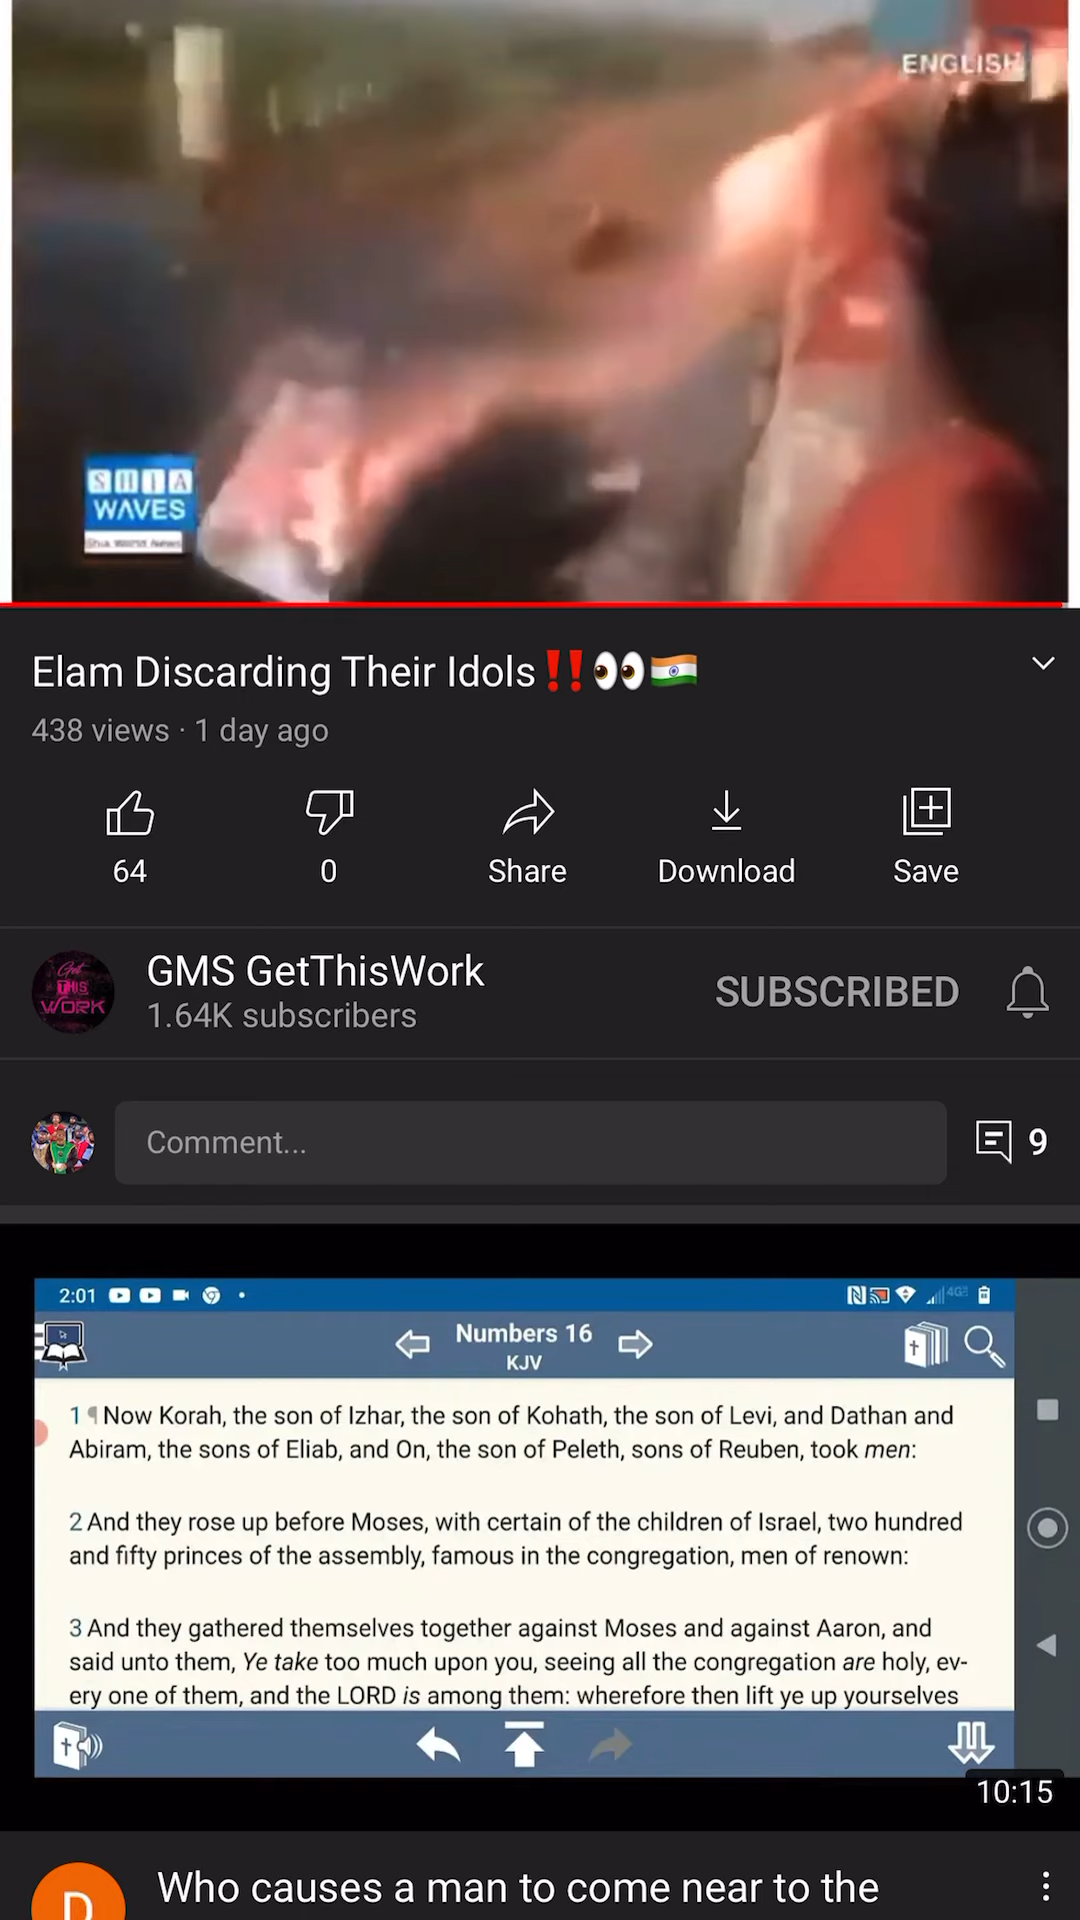 ENGLISH
SHIA
WAVES
Shia World News
Elam Discarding Their Idols‼️👀🇮🇳
438 views · 1 day ago
64
0
Share
Download
Save
Get
THIS
WORK
GMS GetThisWork
1.64K subscribers
SUBSCRIBED
Comment...
9
2:01
4G
Numbers 16
KJV
1 ¶ Now Korah, the son of Izhar, the son of Kohath, the son of Levi, and Dathan and
Abiram, the sons of Eliab, and On, the son of Peleth, sons of Reuben, took men:
2 And they rose up before Moses, with certain of the children of Israel, two hundred
and fifty princes of the assembly, famous in the congregation, men of renown:
3 And they gathered themselves together against Moses and against Aaron, and
said unto them, Ye take too much upon you, seeing all the congregation are holy, ev-
ery one of them, and the LORD is among them: wherefore then lift ye up yourselves
10:15
D
Who causes a man to come near to the